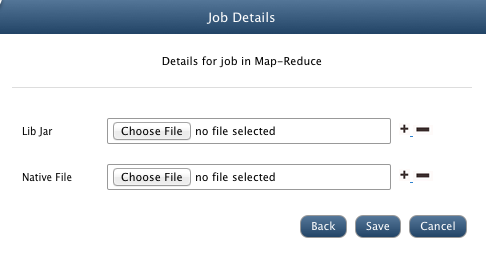 Job Details
Details for job in Map-Reduce
Lib Jar Choose File no file selected + -
Native File Choose File no file selected + -
Back Save Cancel